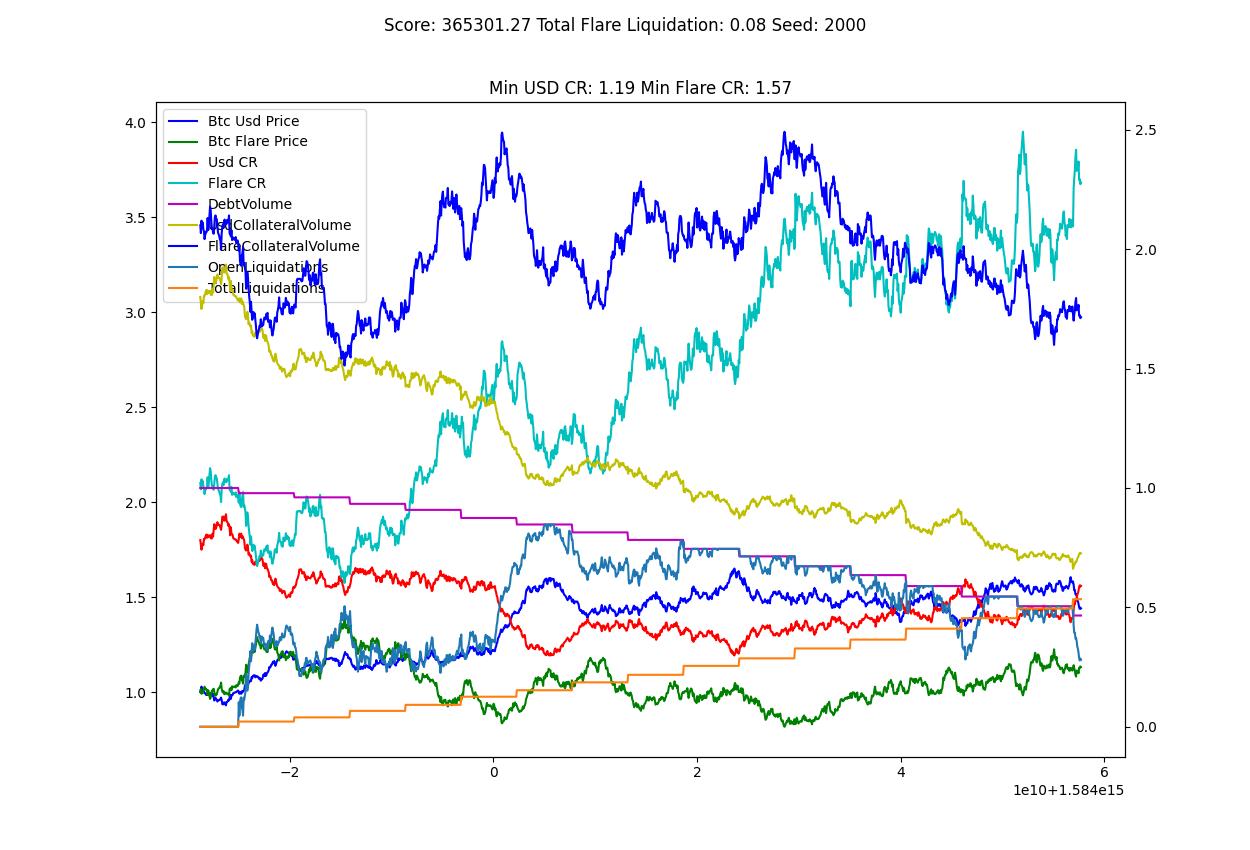 Score: 365301.27 Total Flare Liquidation: 0.08 Seed: 2000
Min USD CR: 1.19 Min Flare CR: 1.57
Btc Usd Price
Btc Flare Price
Usd CR
Flare CR
DebtVolume
UsdCollateralVolume
FlareCollateralVolume
OpenLiquidations
TotalLiquidations
4.0
3.5
3.0
2.5
2.0
1.5
1.0
2.5
2.0
1.5
1.0
0.5
0.0
−2 0 2 4 6
1e10+1.584e15